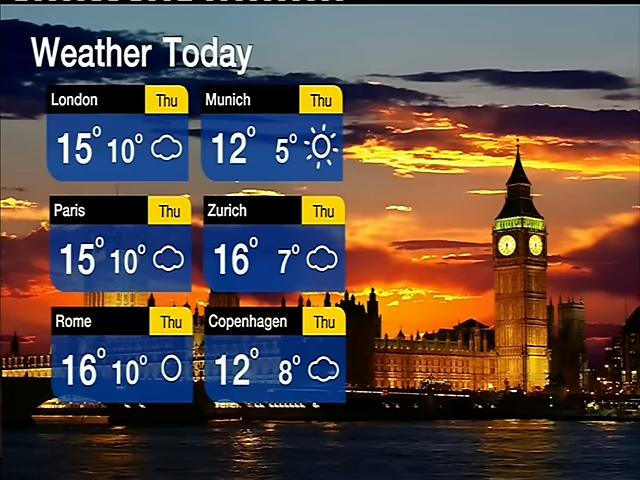 Weather Today
London Thu
15° 10°
Munich Thu
12° 5°
Paris Thu
15° 10°
Zurich Thu
16° 7°
Rome Thu
16° 10°
Copenhagen Thu
12° 8°